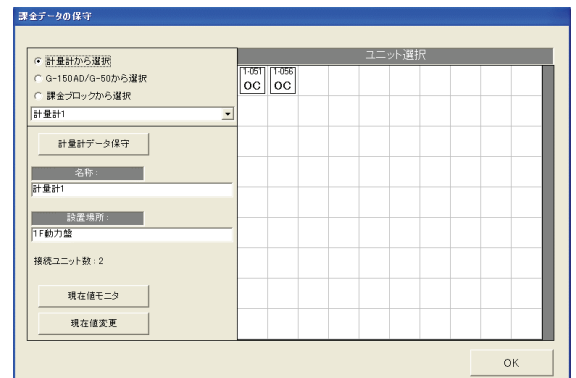 課金データの保守
計量計から選択
G-150AD/G-50から選択
課金ブロックから選択
計量計1
計量計データ保守
名称:
計量計1
設置場所:
1F動力盤
接続ユニット数:2
現在値モニタ
現在値変更
ユニット選択
1-051
OC
1-056
OC
OK